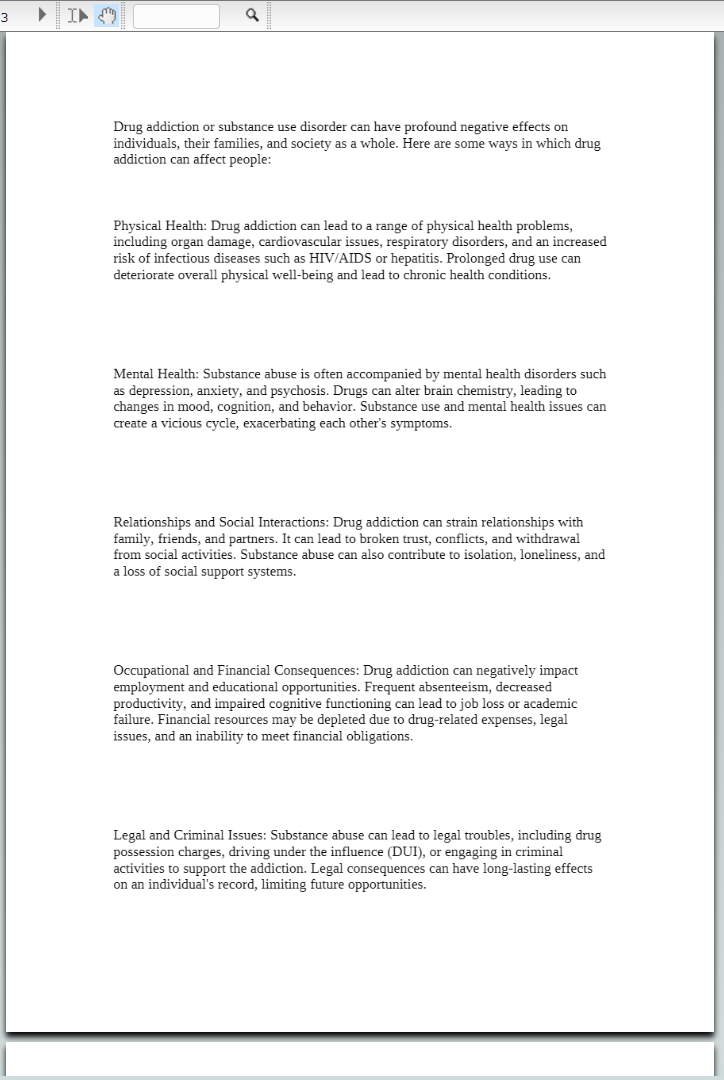 3
Drug addiction or substance use disorder can have profound negative effects on
individuals, their families, and society as a whole. Here are some ways in which drug
addiction can affect people:
Physical Health: Drug addiction can lead to a range of physical health problems,
including organ damage, cardiovascular issues, respiratory disorders, and an increased
risk of infectious diseases such as HIV/AIDS or hepatitis. Prolonged drug use can
deteriorate overall physical well-being and lead to chronic health conditions.
Mental Health: Substance abuse is often accompanied by mental health disorders such
as depression, anxiety, and psychosis. Drugs can alter brain chemistry, leading to
changes in mood, cognition, and behavior. Substance use and mental health issues can
create a vicious cycle, exacerbating each other's symptoms.
Relationships and Social Interactions: Drug addiction can strain relationships with
family, friends, and partners. It can lead to broken trust, conflicts, and withdrawal
from social activities. Substance abuse can also contribute to isolation, loneliness, and
a loss of social support systems.
Occupational and Financial Consequences: Drug addiction can negatively impact
employment and educational opportunities. Frequent absenteeism, decreased
productivity, and impaired cognitive functioning can lead to job loss or academic
failure. Financial resources may be depleted due to drug-related expenses, legal
issues, and an inability to meet financial obligations.
Legal and Criminal Issues: Substance abuse can lead to legal troubles, including drug
possession charges, driving under the influence (DUI), or engaging in criminal
activities to support the addiction. Legal consequences can have long-lasting effects
on an individual's record, limiting future opportunities.